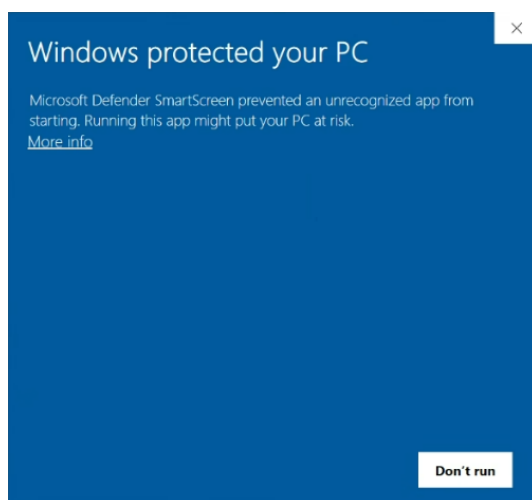 Windows protected your PC
Microsoft Defender SmartScreen prevented an unrecognized app from
starting. Running this app might put your PC at risk.
More info
Don't run